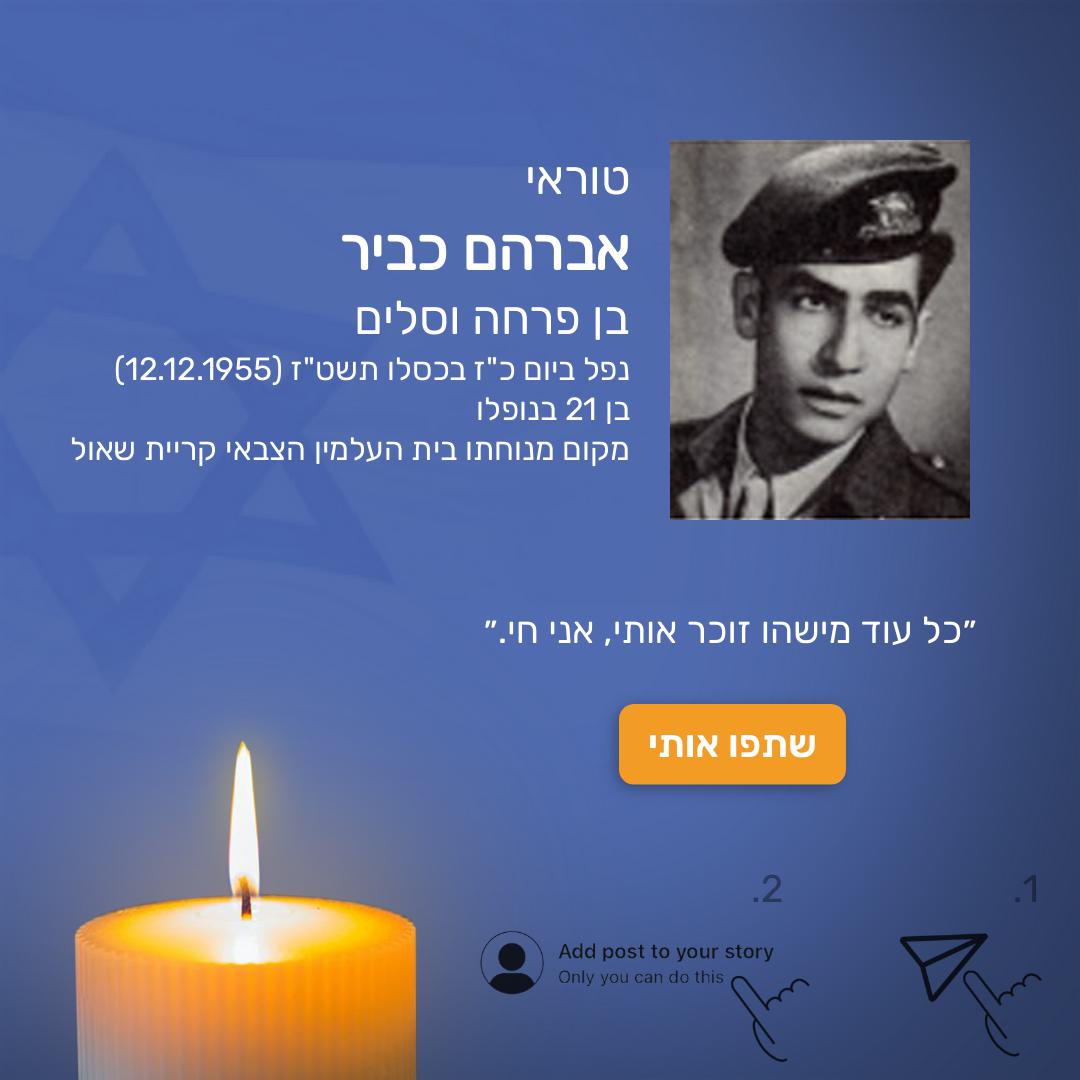 טוראי
אברהם כביר
בן פרחה וסלים
נפל ביום כ"ז בכסלו תשט"ז (12.12.1955)
בן 21 בנופלו
מקום מנוחתו בית העלמין הצבאי קריית שאול
״כל עוד מישהו זוכר אותי, אני חי.״
שתפו אותי
1.
2.
Add post to your story
Only you can do this